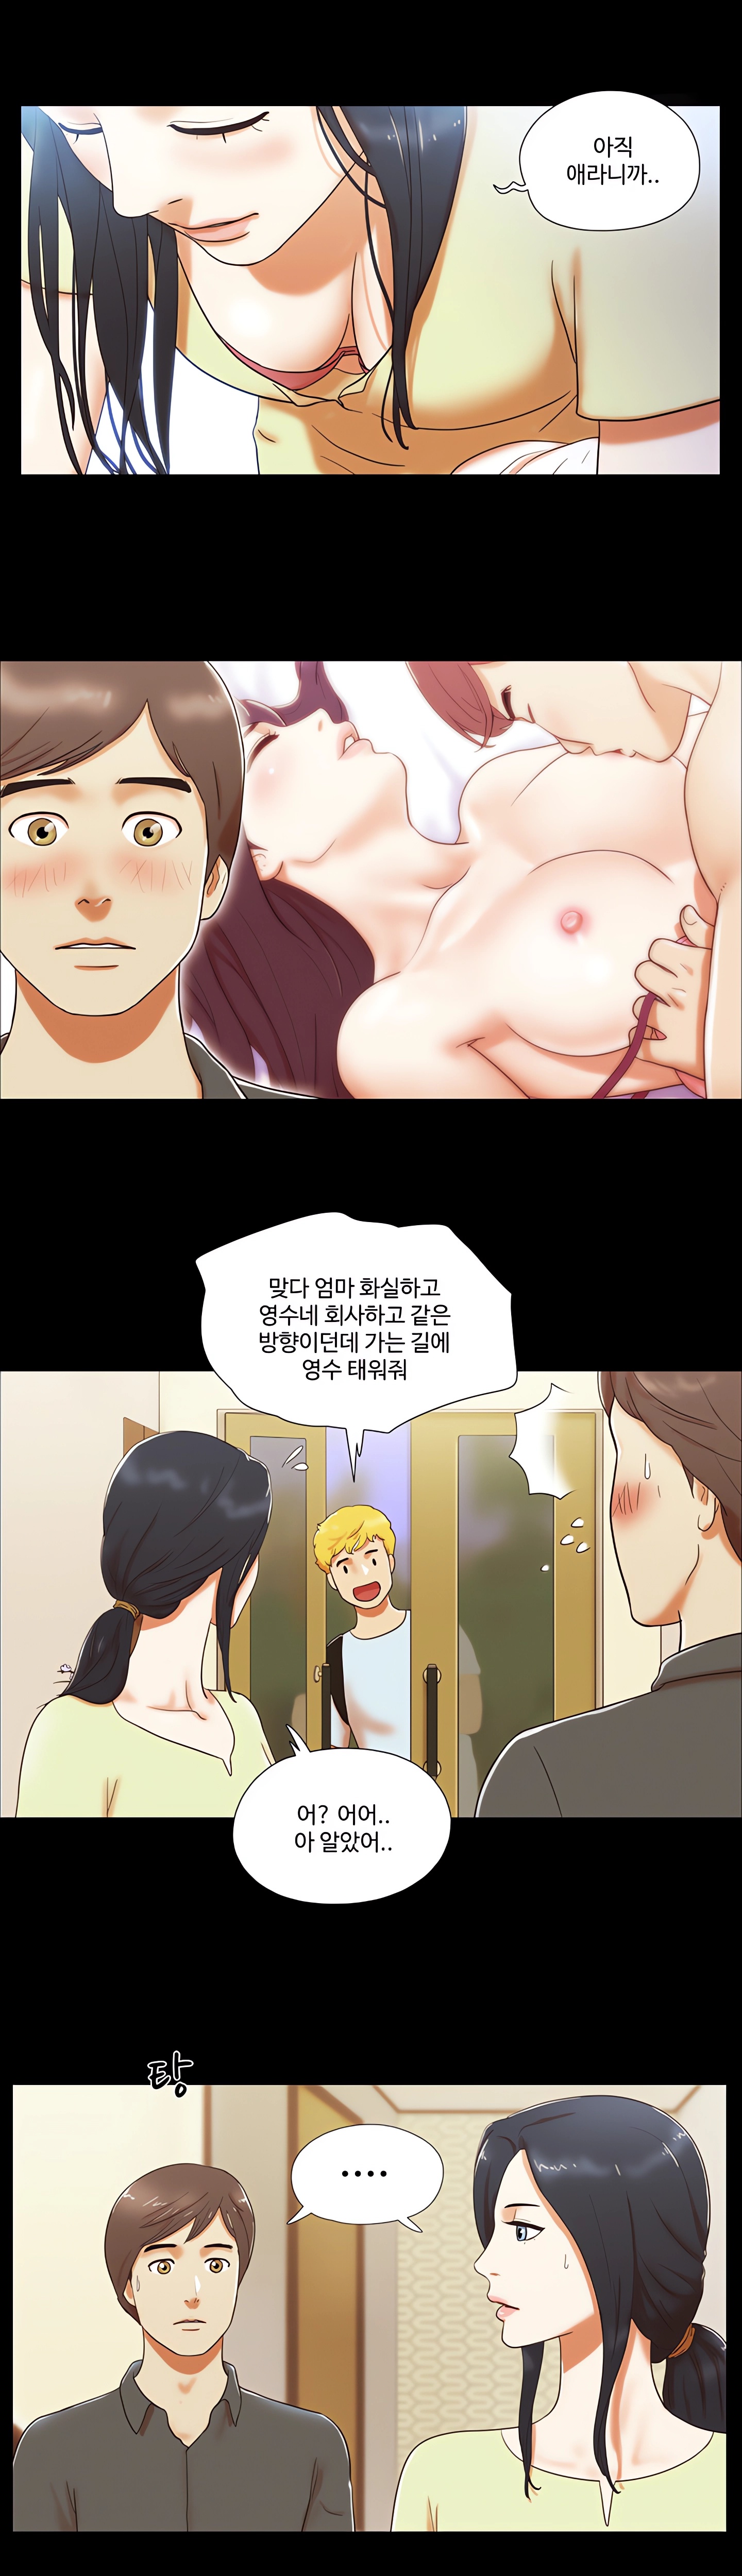 아직
애라니까..
맞다 엄마 화실하고
영수네 회사하고 같은
방향이던데 가는 길에
영수 태워줘
어? 어어..
아 알았어..
탕
....